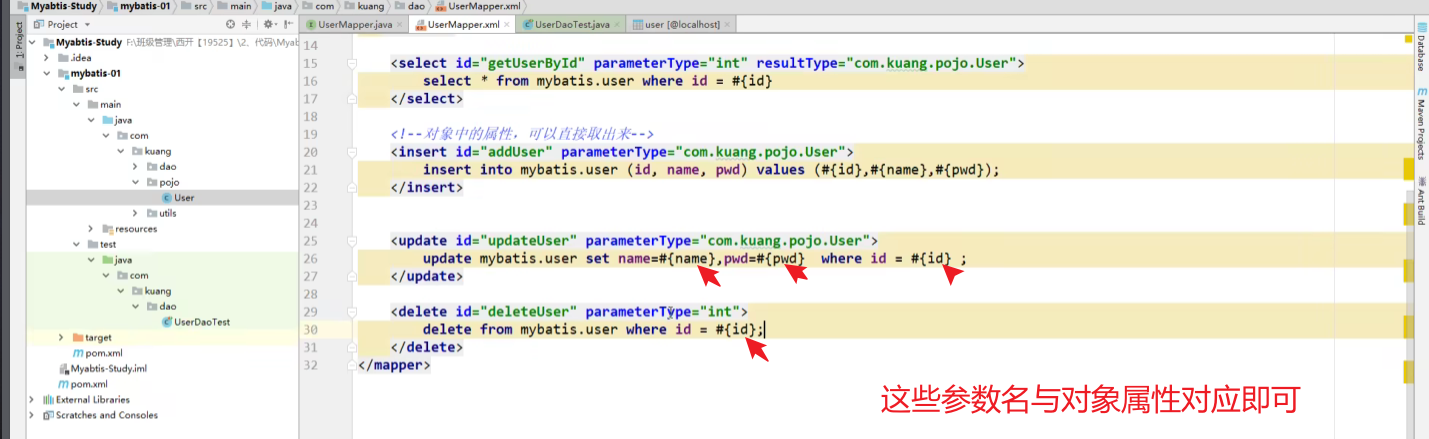 Myabtis-Study mybatis-01 src main java com kuang dao UserMapper.xml
Project
UserMapper.java UserMapper.xml UserDaoTest.java user [@localhost]
1: Project
Myabtis-Study F:\班级管理\西开【19525】\2、代码\Myab
.idea
mybatis-01
src
main
java
com
kuang
dao
pojo
User
utils
resources
test
java
com
kuang
dao
UserDaoTest
target
pom.xml
Myabtis-Study.iml
pom.xml
External Libraries
Scratches and Consoles
14
15 <select id="getUserById" parameterType="int" resultType="com.kuang.pojo.User">
16 select * from mybatis.user where id = #{id}
17 </select>
18
19 <!--对象中的属性，可以直接取出来-->
20 <insert id="addUser" parameterType="com.kuang.pojo.User">
21 insert into mybatis.user (id, name, pwd) values (#{id},#{name},#{pwd});
22 </insert>
23
24
25 <update id="updateUser" parameterType="com.kuang.pojo.User">
26 update mybatis.user set name=#{name},pwd=#{pwd} where id = #{id} ;
27 </update>
28
29 <delete id="deleteUser" parameterType="int">
30 delete from mybatis.user where id = #{id};
31 </delete>
32 </mapper>
这些参数名与对象属性对应即可
Database
Maven Projects
Ant Build